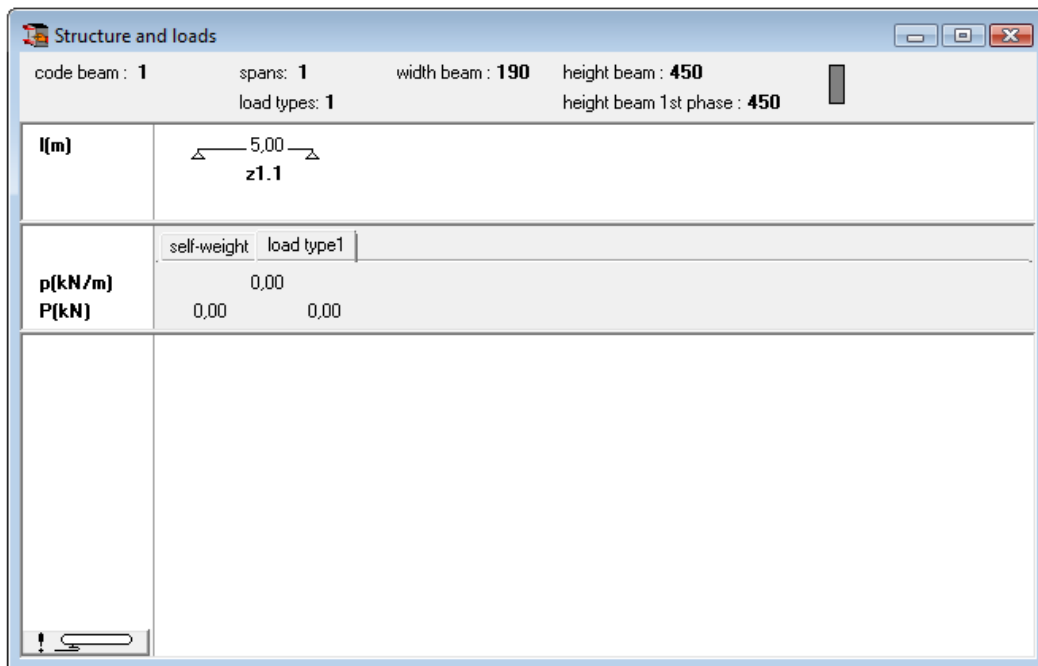 Structure and loads
code beam : 1 spans: 1 width beam : 190 height beam : 450
load types: 1 height beam 1st phase : 450
l(m) 5,00
z1.1
self-weight load type1
p(kN/m) 0,00
P(kN) 0,00 0,00
!